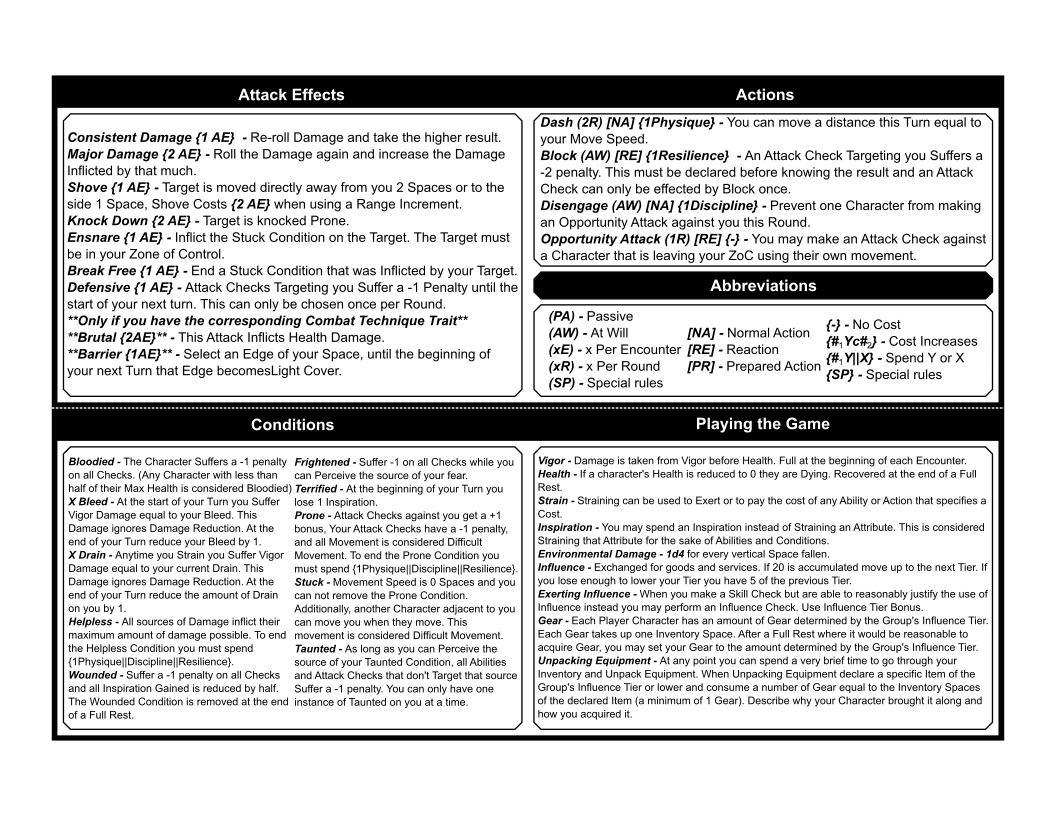 Attack Effects
Consistent Damage {1 AE}  - Re-roll Damage and take the higher result.
Major Damage {2 AE} - Roll the Damage again and increase the Damage
Inflicted by that much.
Shove {1 AE} - Target is moved directly away from you 2 Spaces or to the
side 1 Space, Shove Costs {2 AE} when using a Range Increment.
Knock Down {2 AE} - Target is knocked Prone.
Ensnare {1 AE} - Inflict the Stuck Condition on the Target. The Target must
be in your Zone of Control.
Break Free {1 AE} - End a Stuck Condition that was Inflicted by your Target.
Defensive {1 AE} - Attack Checks Targeting you Suffer a -1 Penalty until the
start of your next turn. This can only be chosen once per Round.
**Only if you have the corresponding Combat Technique Trait**
**Brutal {2AE}** - This Attack Inflicts Health Damage.
**Barrier {1AE}** - Select an Edge of your Space, until the beginning of
your next Turn that Edge becomesLight Cover.
Actions
Dash (2R) [NA] {1Physique} - You can move a distance this Turn equal to
your Move Speed.
Block (AW) [RE] {1Resilience}  - An Attack Check Targeting you Suffers a
-2 penalty. This must be declared before knowing the result and an Attack
Check can only be effected by Block once.
Disengage (AW) [NA] {1Discipline} - Prevent one Character from making
an Opportunity Attack against you this Round.
Opportunity Attack (1R) [RE] {-} - You may make an Attack Check against
a Character that is leaving your ZoC using their own movement.
Abbreviations
(PA) - Passive
(AW) - At Will
(xE) - x Per Encounter
(xR) - x Per Round
(SP) - Special rules
[NA] - Normal Action
[RE] - Reaction
[PR] - Prepared Action
{-} - No Cost
{#₁Yc#₂} - Cost Increases
{#₁Y||X} - Spend Y or X
{SP} - Special rules
Conditions
Bloodied - The Character Suffers a -1 penalty
on all Checks. (Any Character with less than
half of their Max Health is considered Bloodied)
X Bleed - At the start of your Turn you Suffer
Vigor Damage equal to your Bleed. This
Damage ignores Damage Reduction. At the
end of your Turn reduce your Bleed by 1.
X Drain - Anytime you Strain you Suffer Vigor
Damage equal to your current Drain. This
Damage ignores Damage Reduction. At the
end of your Turn reduce the amount of Drain
on you by 1.
Helpless - All sources of Damage inflict their
maximum amount of damage possible. To end
the Helpless Condition you must spend
{1Physique||Discipline||Resilience}.
Wounded - Suffer a -1 penalty on all Checks
and all Inspiration Gained is reduced by half.
The Wounded Condition is removed at the end
of a Full Rest.
Frightened - Suffer -1 on all Checks while you
can Perceive the source of your fear.
Terrified - At the beginning of your Turn you
lose 1 Inspiration.
Prone - Attack Checks against you get a +1
bonus, Your Attack Checks have a -1 penalty,
and all Movement is considered Difficult
Movement. To end the Prone Condition you
must spend {1Physique||Discipline||Resilience}.
Stuck - Movement Speed is 0 Spaces and you
can not remove the Prone Condition.
Additionally, another Character adjacent to you
can move you when they move. This
movement is considered Difficult Movement.
Taunted - As long as you can Perceive the
source of your Taunted Condition, all Abilities
and Attack Checks that don't Target that source
Suffer a -1 penalty. You can only have one
instance of Taunted on you at a time.
Playing the Game
Vigor - Damage is taken from Vigor before Health. Full at the beginning of each Encounter.
Health - If a character's Health is reduced to 0 they are Dying. Recovered at the end of a Full
Rest.
Strain - Straining can be used to Exert or to pay the cost of any Ability or Action that specifies a
Cost.
Inspiration - You may spend an Inspiration instead of Straining an Attribute. This is considered
Straining that Attribute for the sake of Abilities and Conditions.
Environmental Damage - 1d4 for every vertical Space fallen.
Influence - Exchanged for goods and services. If 20 is accumulated move up to the next Tier. If
you lose enough to lower your Tier you have 5 of the previous Tier.
Exerting Influence - When you make a Skill Check but are able to reasonably justify the use of
Influence instead you may perform an Influence Check. Use Influence Tier Bonus.
Gear - Each Player Character has an amount of Gear determined by the Group's Influence Tier.
Each Gear takes up one Inventory Space. After a Full Rest where it would be reasonable to
acquire Gear, you may set your Gear to the amount determined by the Group's Influence Tier.
Unpacking Equipment - At any point you can spend a very brief time to go through your
Inventory and Unpack Equipment. When Unpacking Equipment declare a specific Item of the
Group's Influence Tier or lower and consume a number of Gear equal to the Inventory Spaces
of the declared Item (a minimum of 1 Gear). Describe why your Character brought it along and
how you acquired it.